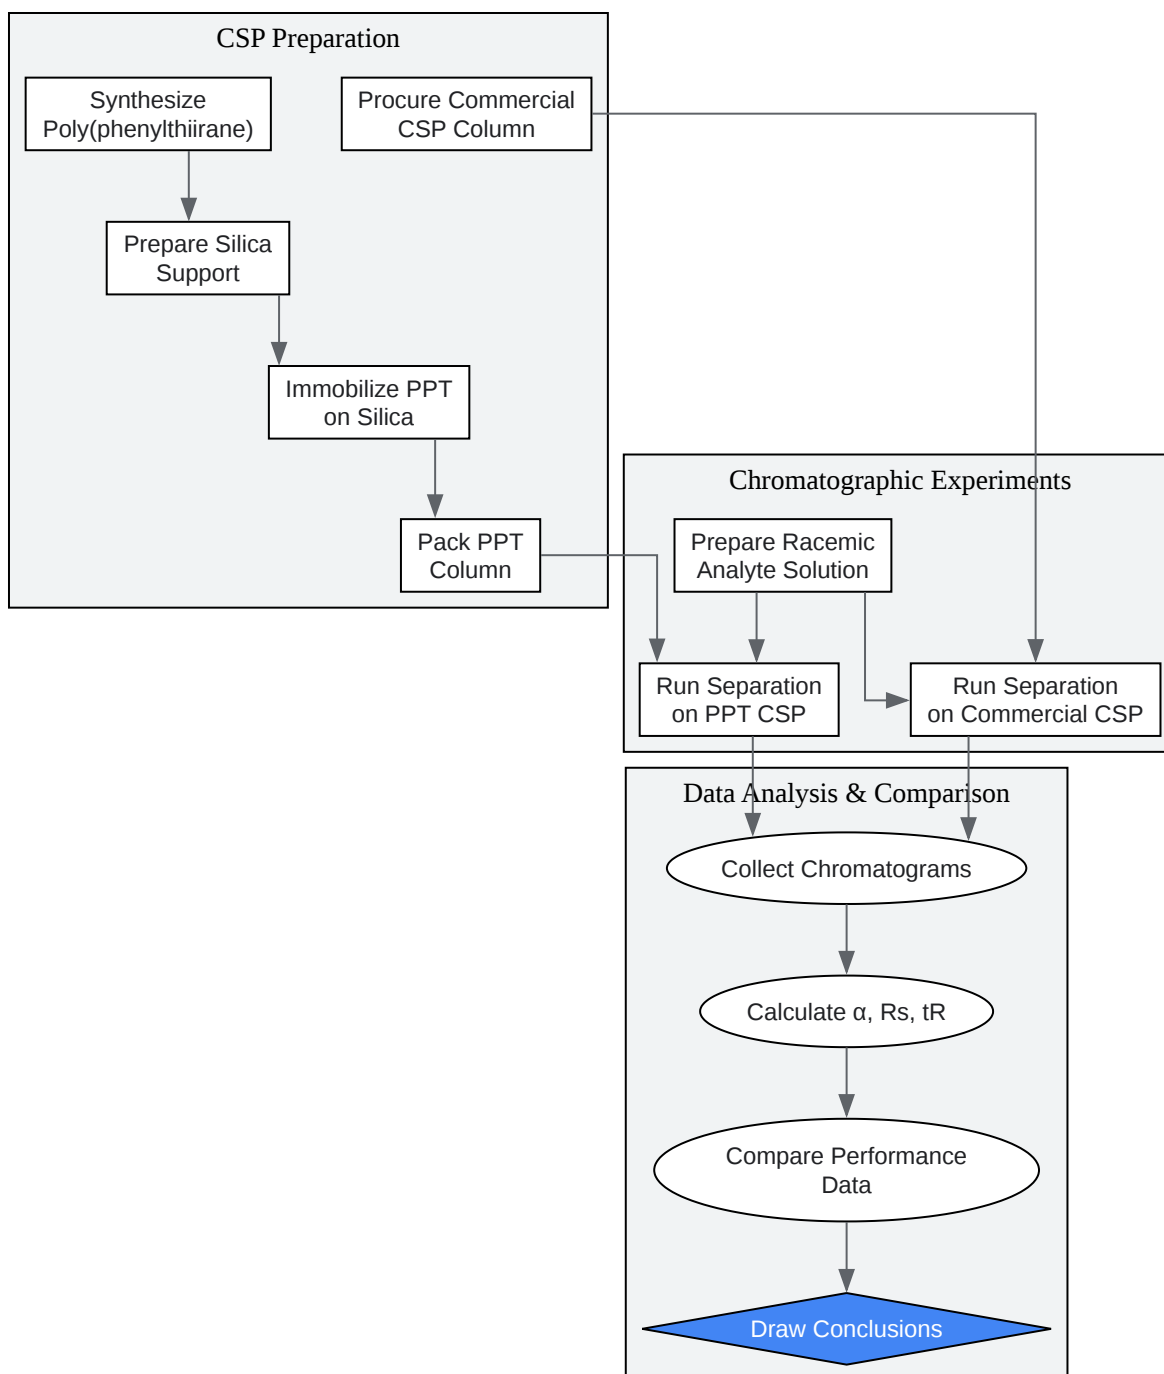 CSP Preparation
Synthesize
Poly(phenylthiirane)
Procure Commercial
CSP Column
Prepare Silica
Support
Immobilize PPT
on Silica
Pack PPT
Column
Chromatographic Experiments
Prepare Racemic
Analyte Solution
Run Separation
on PPT CSP
Run Separation
on Commercial CSP
Data Analysis & Comparison
Collect Chromatograms
Calculate α, Rs, tR
Compare Performance
Data
Draw Conclusions